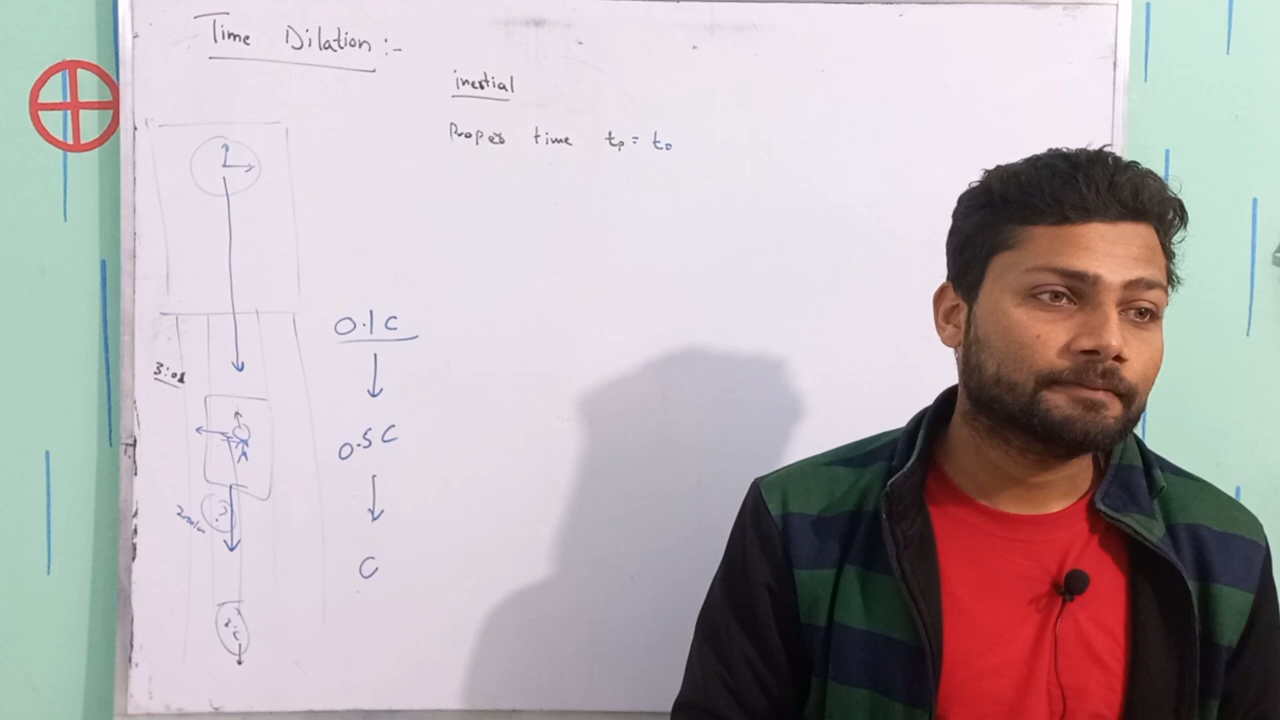 Time Dilation :-
inertial
Proper time tp = to
0.1 C
3:01
0.5 C
?
C